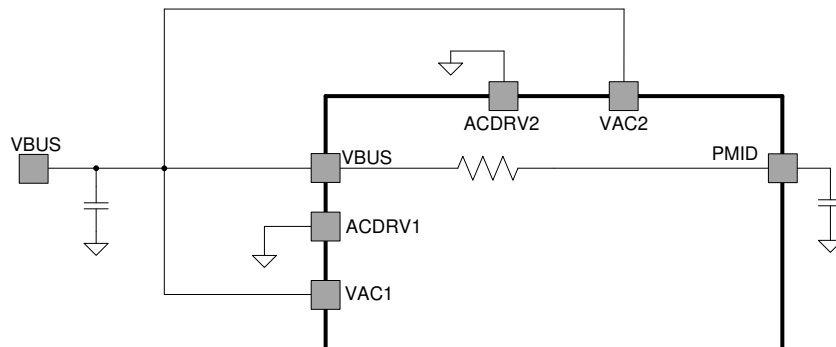 ACDRV2
VAC2
VBUS
VBUS
PMID
ACDRV1
VAC1